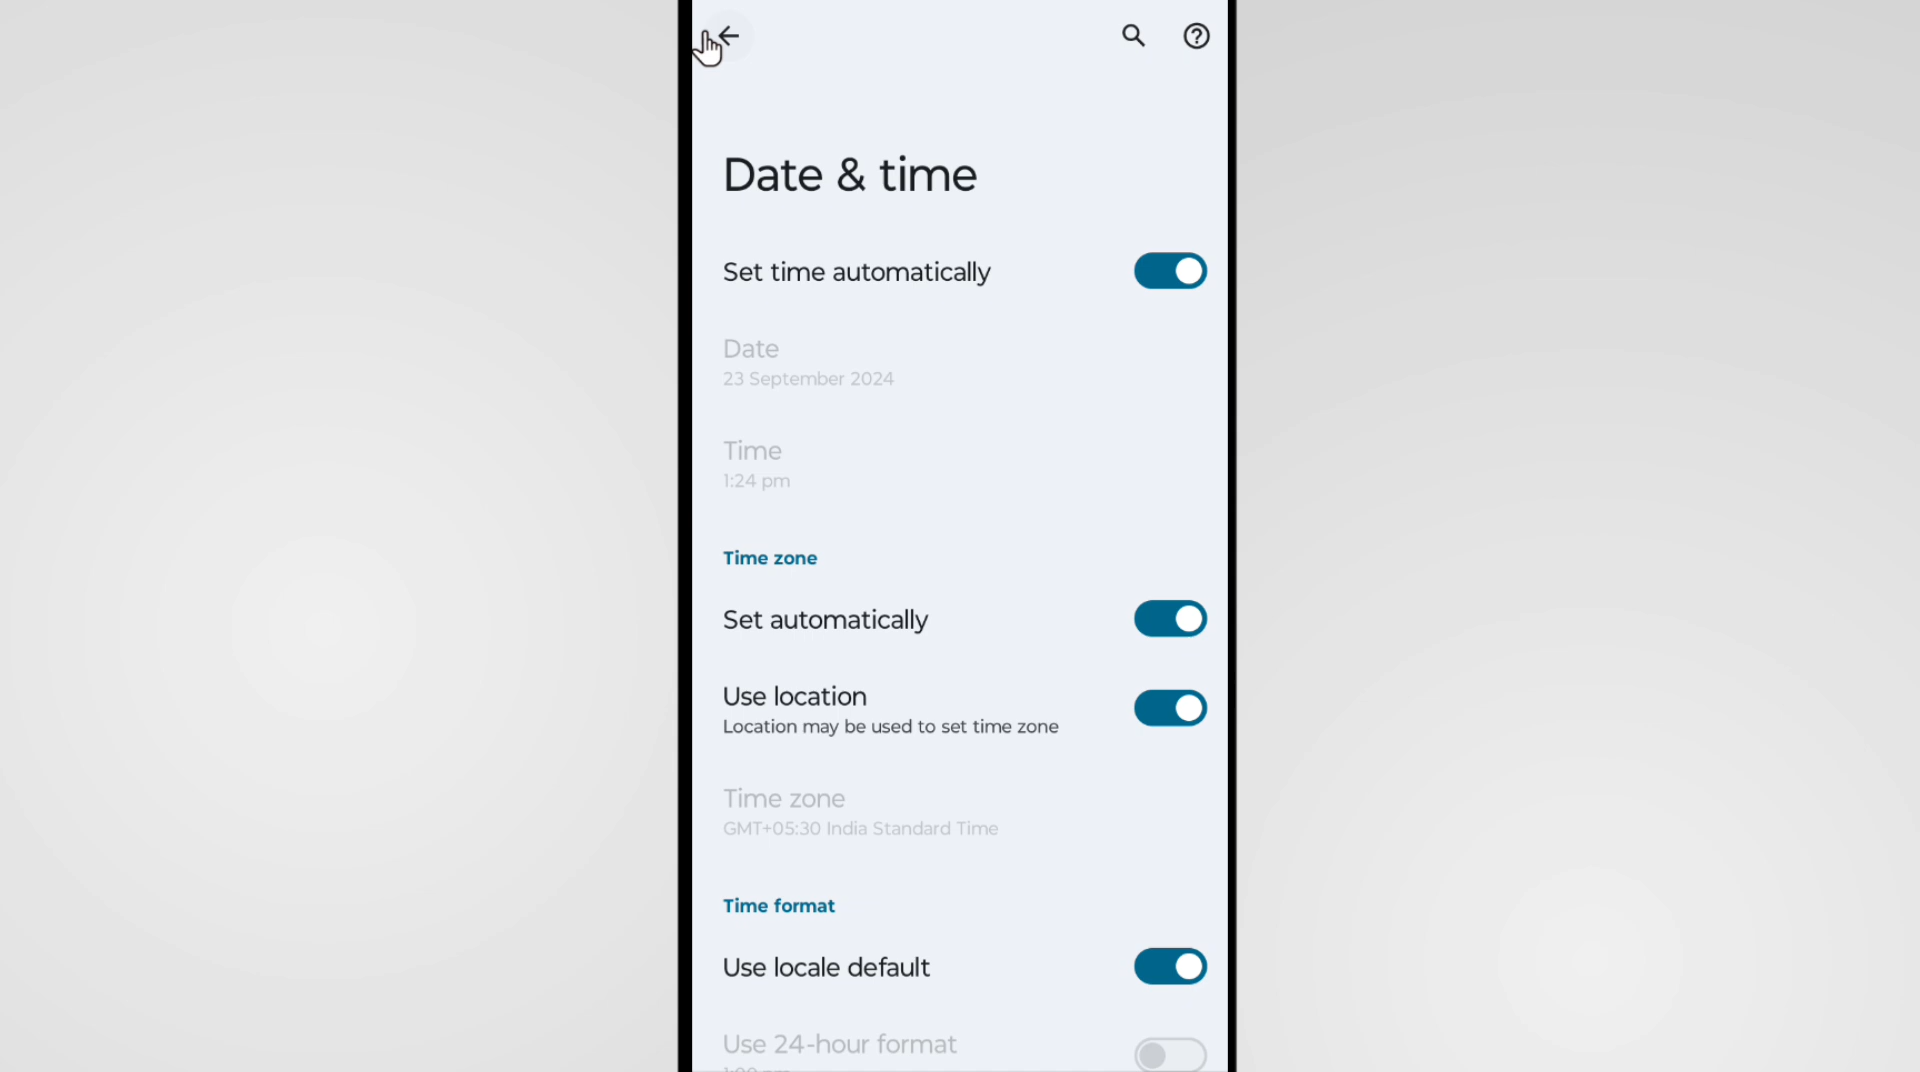 Date & time
Set time automatically
Date
23 September 2024
Time
1:24 pm
Time zone
Set automatically
Use location
Location may be used to set time zone
Time zone
GMT+05:30 India Standard Time
Time format
Use locale default
Use 24-hour format